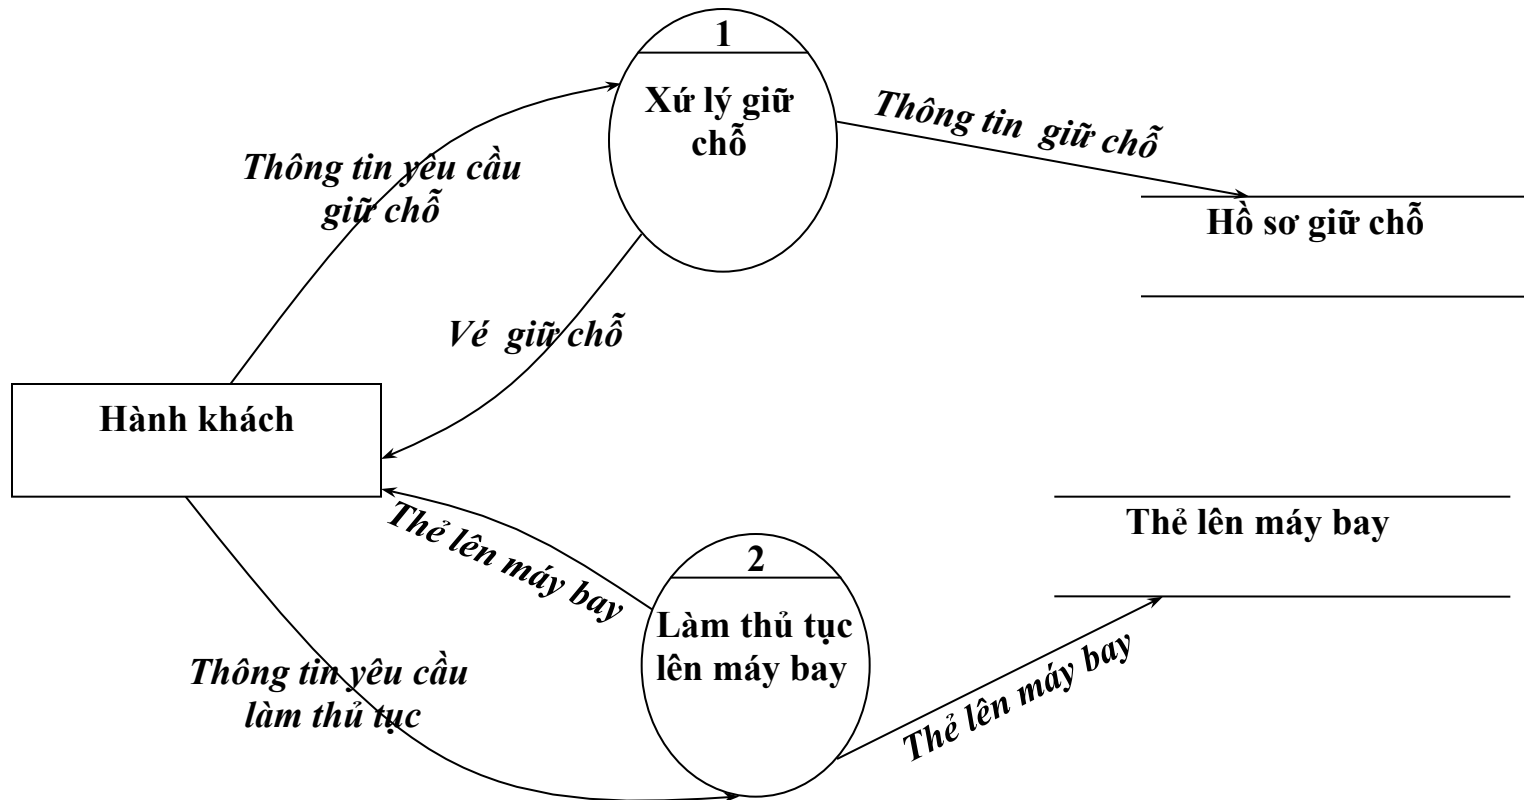 1
Xứ lý giữ
chỗ
Thông tin giữ chỗ
Thông tin yêu cầu
giữ chỗ
Hồ sơ giữ chỗ
Vé giữ chỗ
Hành khách
Thẻ lên máy bay
Thẻ lên máy bay
2
Làm thủ tục
lên máy bay
Thông tin yêu cầu
làm thủ tục
Thẻ lên máy bay